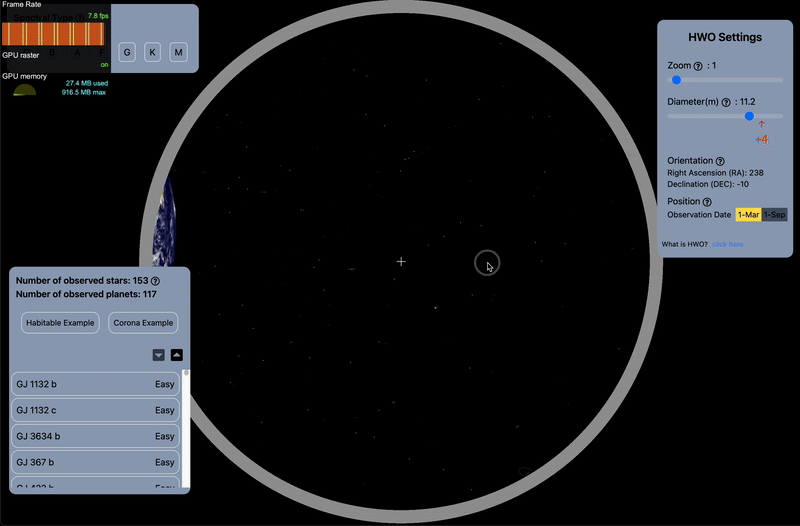 Frame Rate
Spectral Type ?
7.8 fps
B A F G K M
GPU raster
on
GPU memory
27.4 MB used
916.5 MB max
Number of observed stars: 153 ?
Number of observed planets: 117
Habitable Example
Corona Example
GJ 1132 b Easy
GJ 1132 c Easy
GJ 3634 b Easy
GJ 367 b Easy
GJ 433 b Easy
HWO Settings
Zoom ? : 1
Diameter(m) ? : 11.2
+4
Orientation ?
Right Ascension (RA): 238
Declination (DEC): -10
Position ?
Observation Date 1-Mar 1-Sep
What is HWO? click here